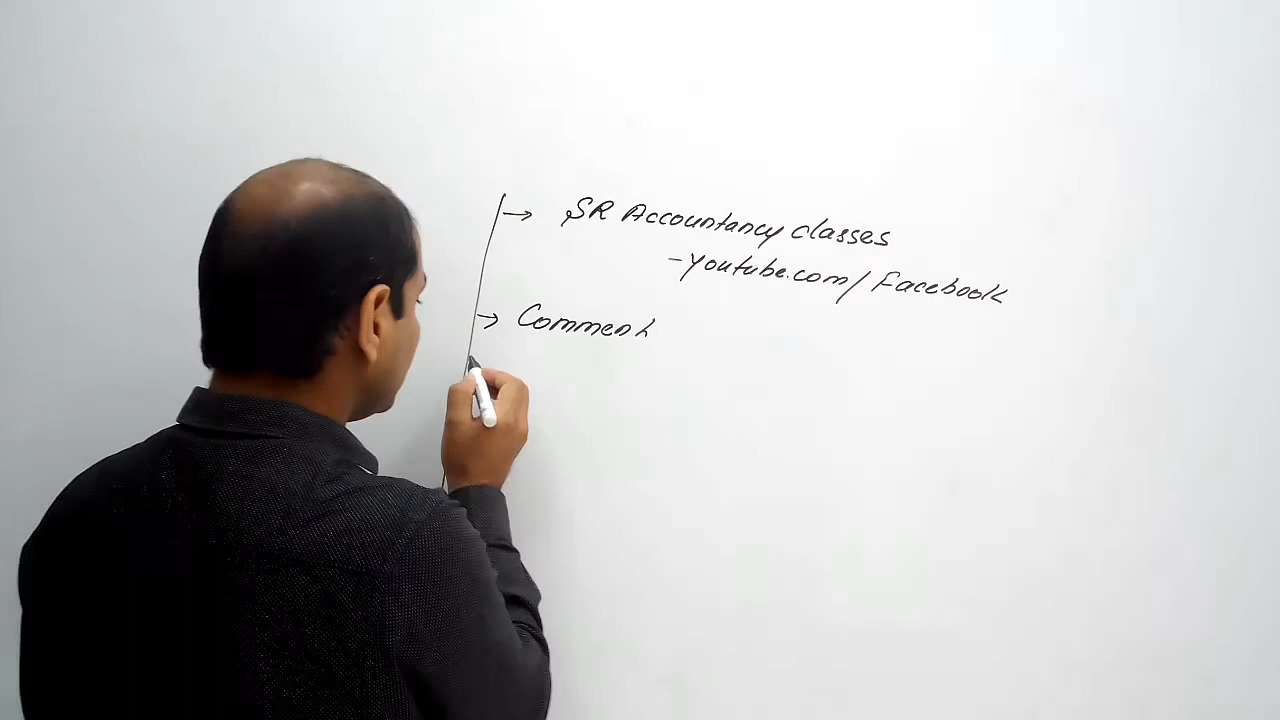 → SR Accountancy classes
- Youtube.com/Facebook
→ Comment